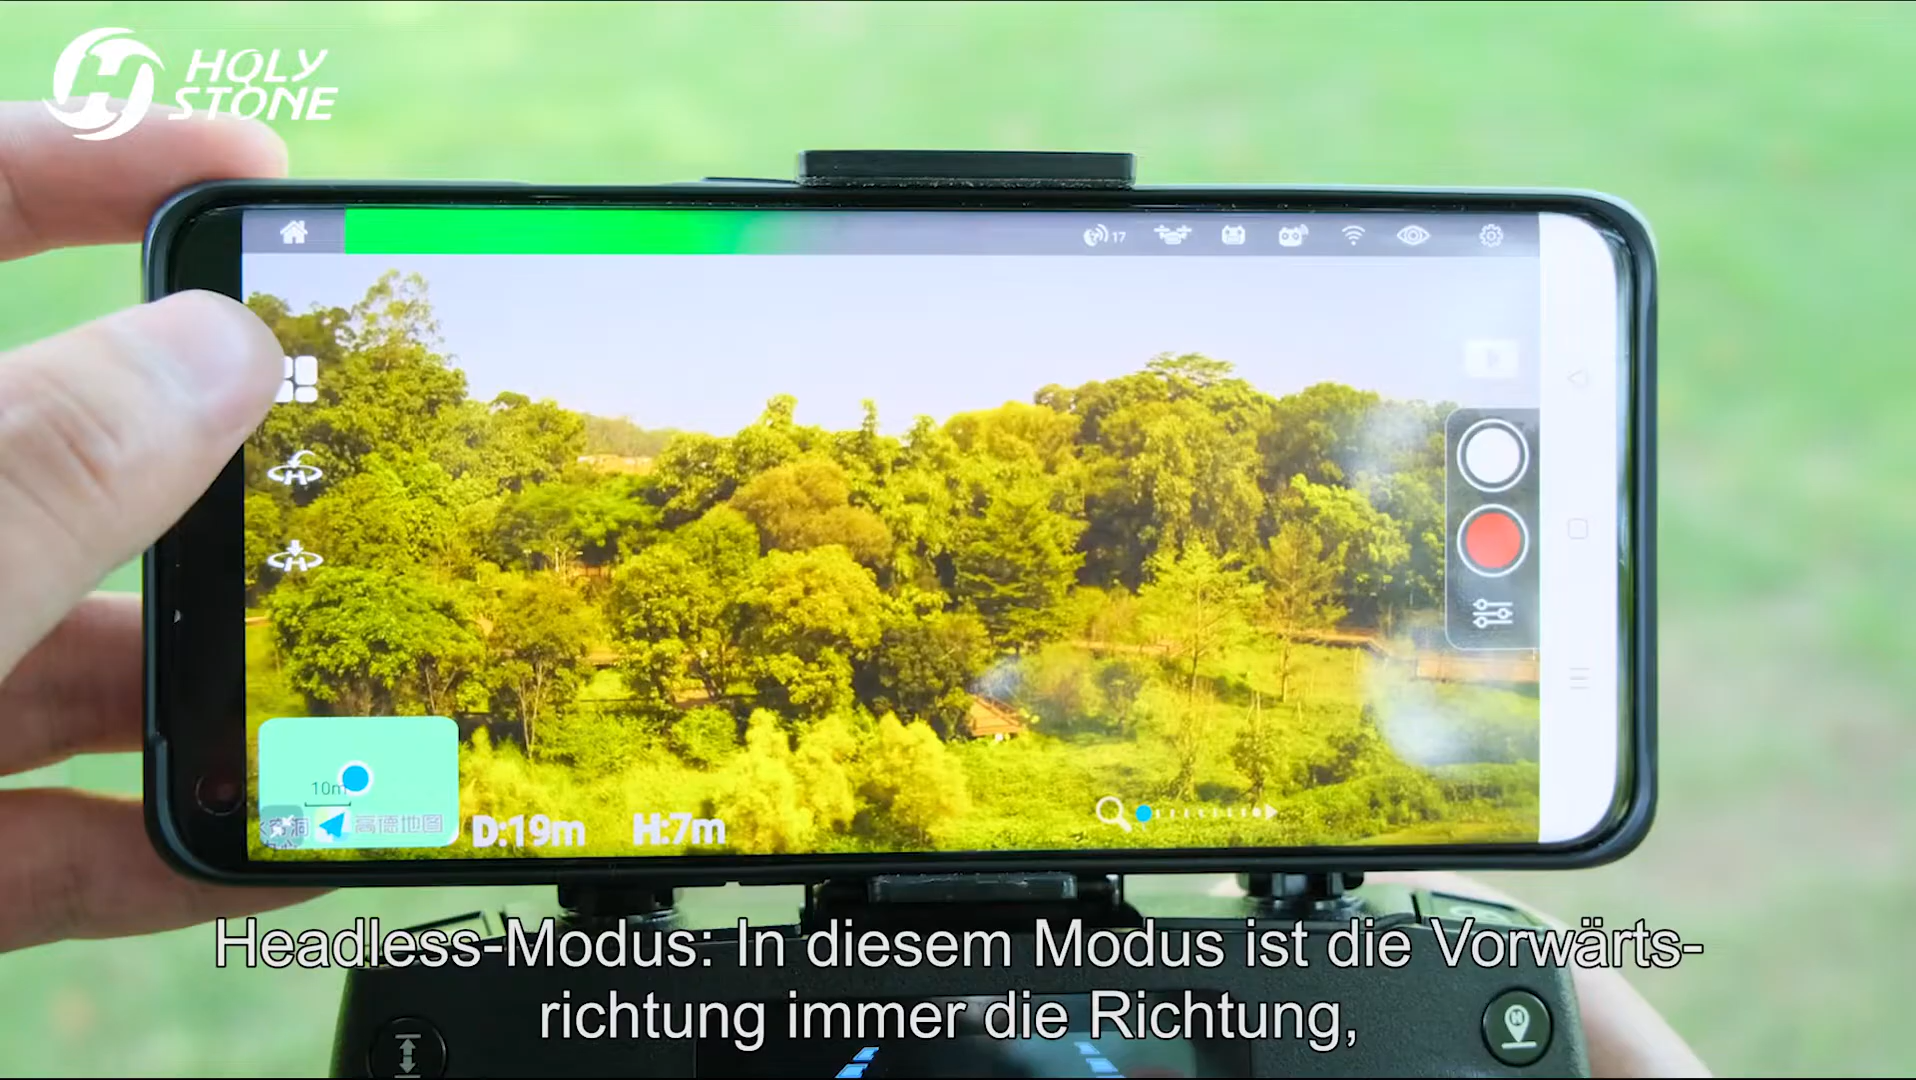 HOLY
STONE
17
10m
高德地图
D:19m
H:7m
Headless-Modus: In diesem Modus ist die Vorwärts-
richtung immer die Richtung,